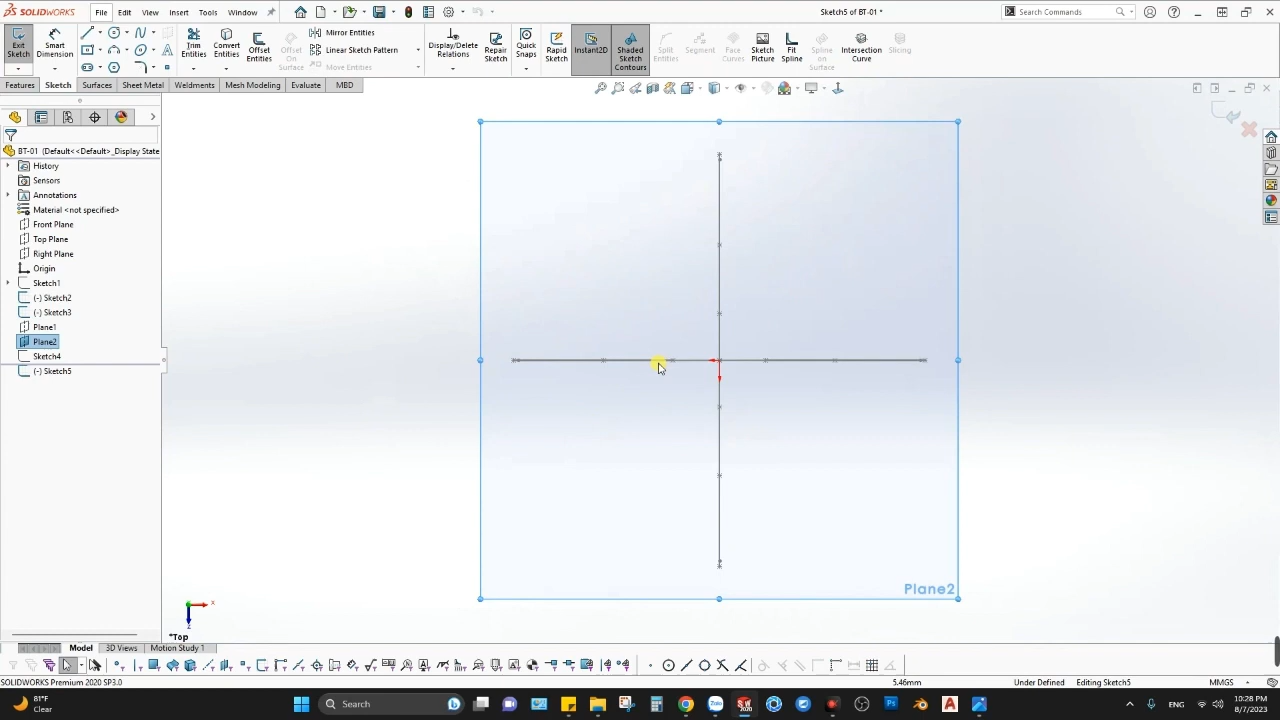 SOLIDWORKS File Edit View Insert Tools Window Sketch5 of BT-01 * Search Commands
Exit Sketch Smart Dimension Trim Entities Convert Entities Offset Entities Offset On Surface Mirror Entities Linear Sketch Pattern Move Entities Display/Delete Relations Repair Sketch Quick Snaps Rapid Sketch Instant2D Shaded Sketch Contours Split Entities Segment Face Curves Sketch Picture Fit Spline Spline on Surface Intersection Curve Slicing
Features Sketch Surfaces Sheet Metal Weldments Mesh Modeling Evaluate MBD
BT-01 (Default<<Default>_Display State
History
Sensors
Annotations
Material <not specified>
Front Plane
Top Plane
Right Plane
Origin
Sketch1
(-) Sketch2
(-) Sketch3
Plane1
Plane2
Sketch4
(-) Sketch5
Plane2
X
Z
*Top
Model 3D Views Motion Study 1
SOLIDWORKS Premium 2020 SP3.0 5.46mm Under Defined Editing Sketch5 MMGS
81°F
Clear
Search
Zalo
Ps
A
ENG
10:28 PM
8/7/2023